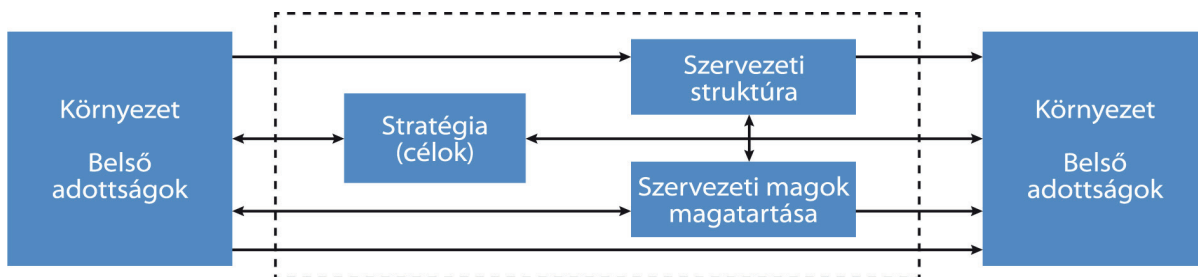 Környezet
Belső
adottságok
Stratégia
(célok)
Szervezeti
struktúra
Szervezeti magok
magatartása
Környezet
Belső
adottságok